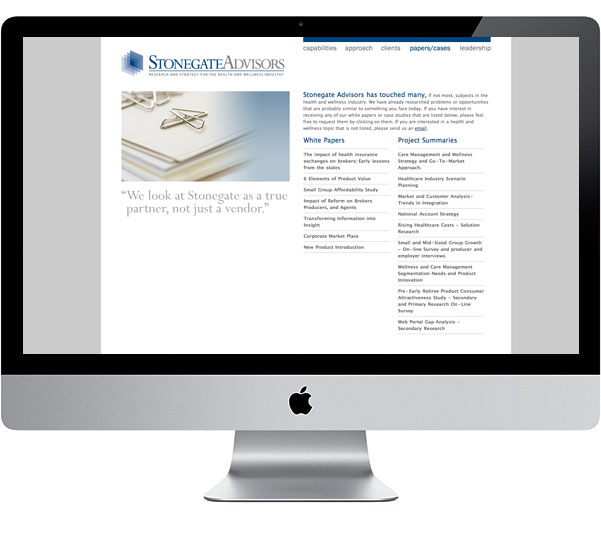 capabilities approach clients papers/cases leadership
STONEGATEADVISORS
RESEARCH AND STRATEGY FOR THE HEALTH AND WELLNESS INDUSTRY
Stonegate Advisors has touched many, if not most, subjects in the
health and wellness industry. We have already researched problems or opportunities
that are probably similar to something you face today. If you have interest in
receiving any of our white papers or case studies that are listed below, please feel
free to request them by clicking on them. If you are interested in a health and
wellness topic that is not listed, please send us an email.
“We look at Stonegate as a true
partner, not just a vendor.”
White Papers
The impact of health insurance
exchanges on brokers: Early lessons
from the states
6 Elements of Product Value
Small Group Affordability Study
Impact of Reform on Brokers
Producers, and Agents
Transforming Information into
Insight
Corporate Market Place
New Product Introduction
Project Summaries
Care Management and Wellness
Strategy and Go-To-Market
Approach.
Healthcare Industry Scenario
Planning
Market and Customer Analysis-
Trends in Integration
National Account Strategy
Rising Healthcare Costs - Solution
Research
Small and Mid-Sized Group Growth
- On-line Survey and producer and
employer interviews
Wellness and Care Management
Segmentation Needs and Product
Innovation
Pre-Early Retiree Product Consumer
Attractiveness Study - Secondary
and Primary Research On-Line
Survey
Web Portal Gap Analysis -
Secondary Research